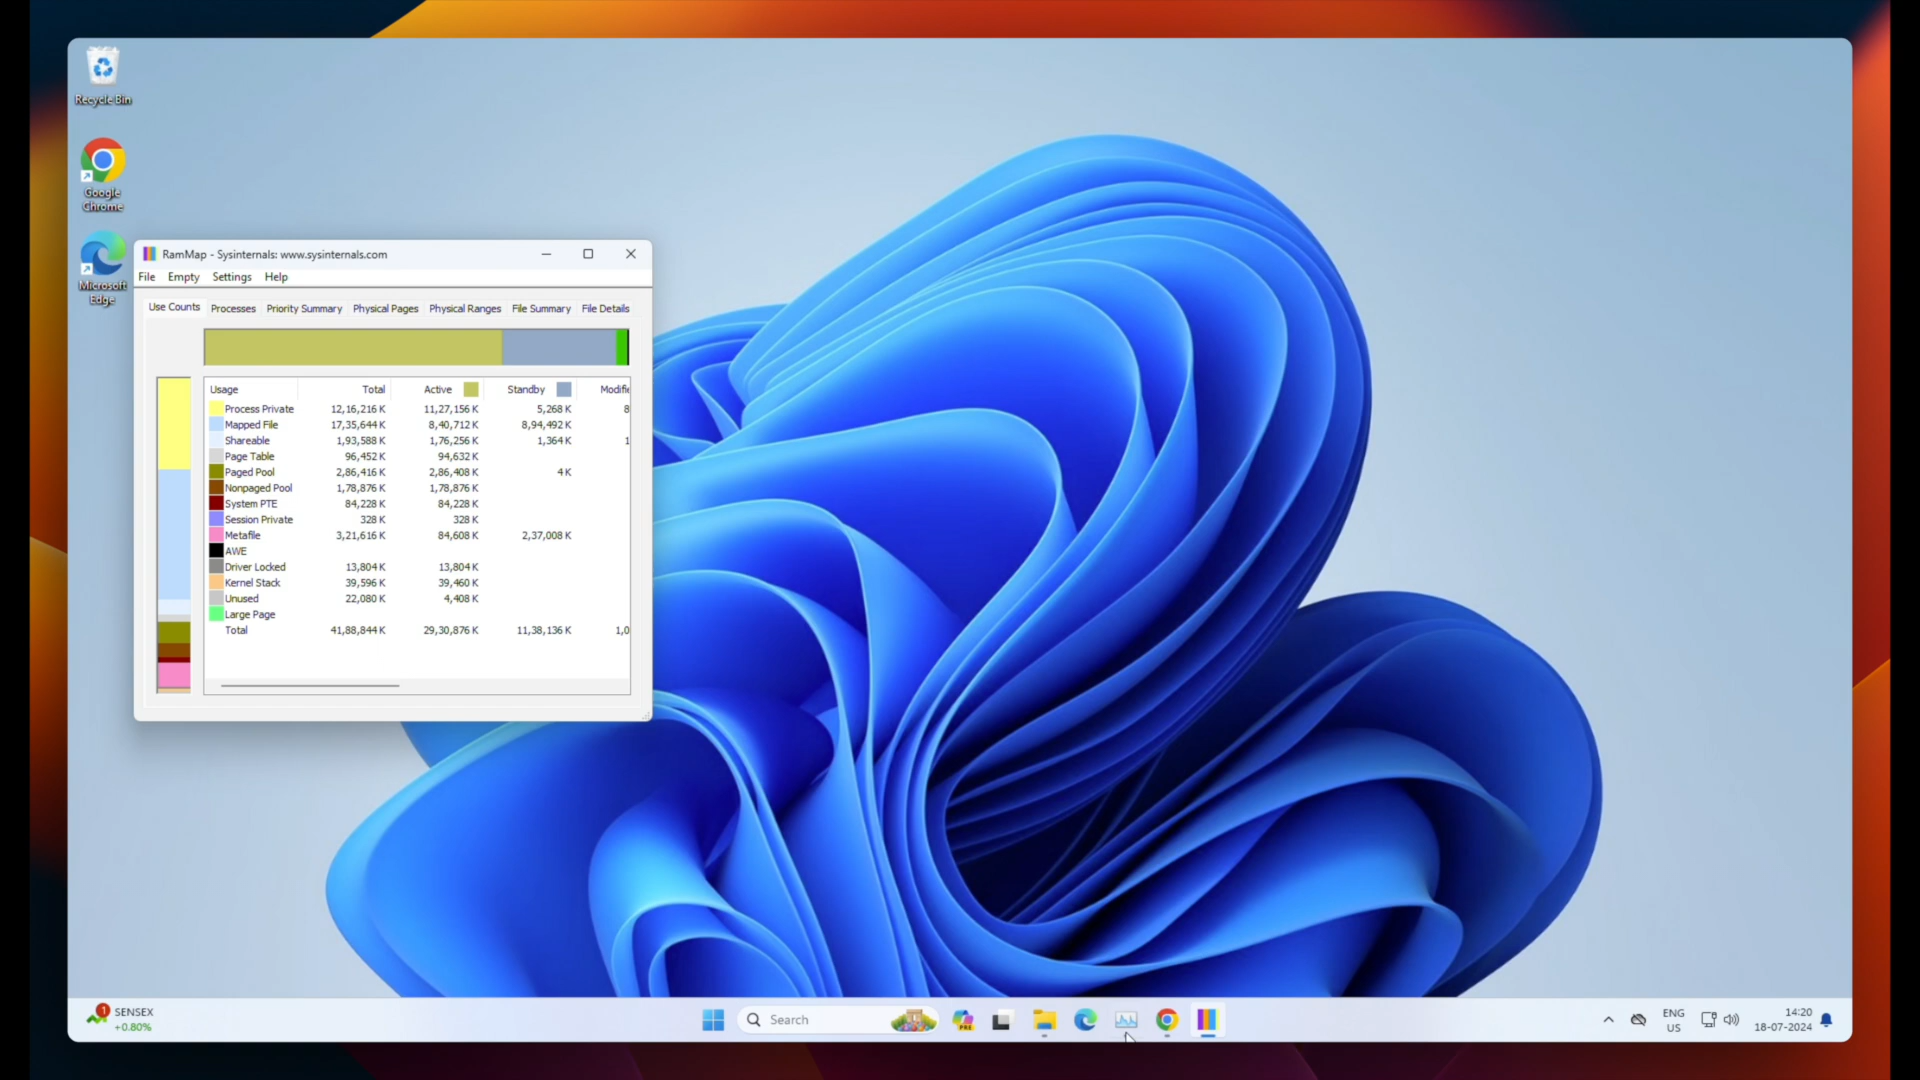 Recycle Bin
Google
Chrome
Microsoft
Edge
RamMap - Sysinternals: www.sysinternals.com
File Empty Settings Help
Use Counts Processes Priority Summary Physical Pages Physical Ranges File Summary File Details
Usage Total Active Standby Modifie
Process Private 12,16,216 K 11,27,156 K 5,268 K 8
Mapped File 17,35,644 K 8,40,712 K 8,94,492 K
Shareable 1,93,588 K 1,76,256 K 1,364 K 1
Page Table 96,452 K 94,632 K
Paged Pool 2,86,416 K 2,86,408 K 4 K
Nonpaged Pool 1,78,876 K 1,78,876 K
System PTE 84,228 K 84,228 K
Session Private 328 K 328 K
Metafile 3,21,616 K 84,608 K 2,37,008 K
AWE
Driver Locked 13,804 K 13,804 K
Kernel Stack 39,596 K 39,460 K
Unused 22,080 K 4,408 K
Large Page
Total 41,88,844 K 29,30,876 K 11,38,136 K 1,0
1
SENSEX
+0.80%
Search
PRE
ENG
US
14:20
18-07-2024